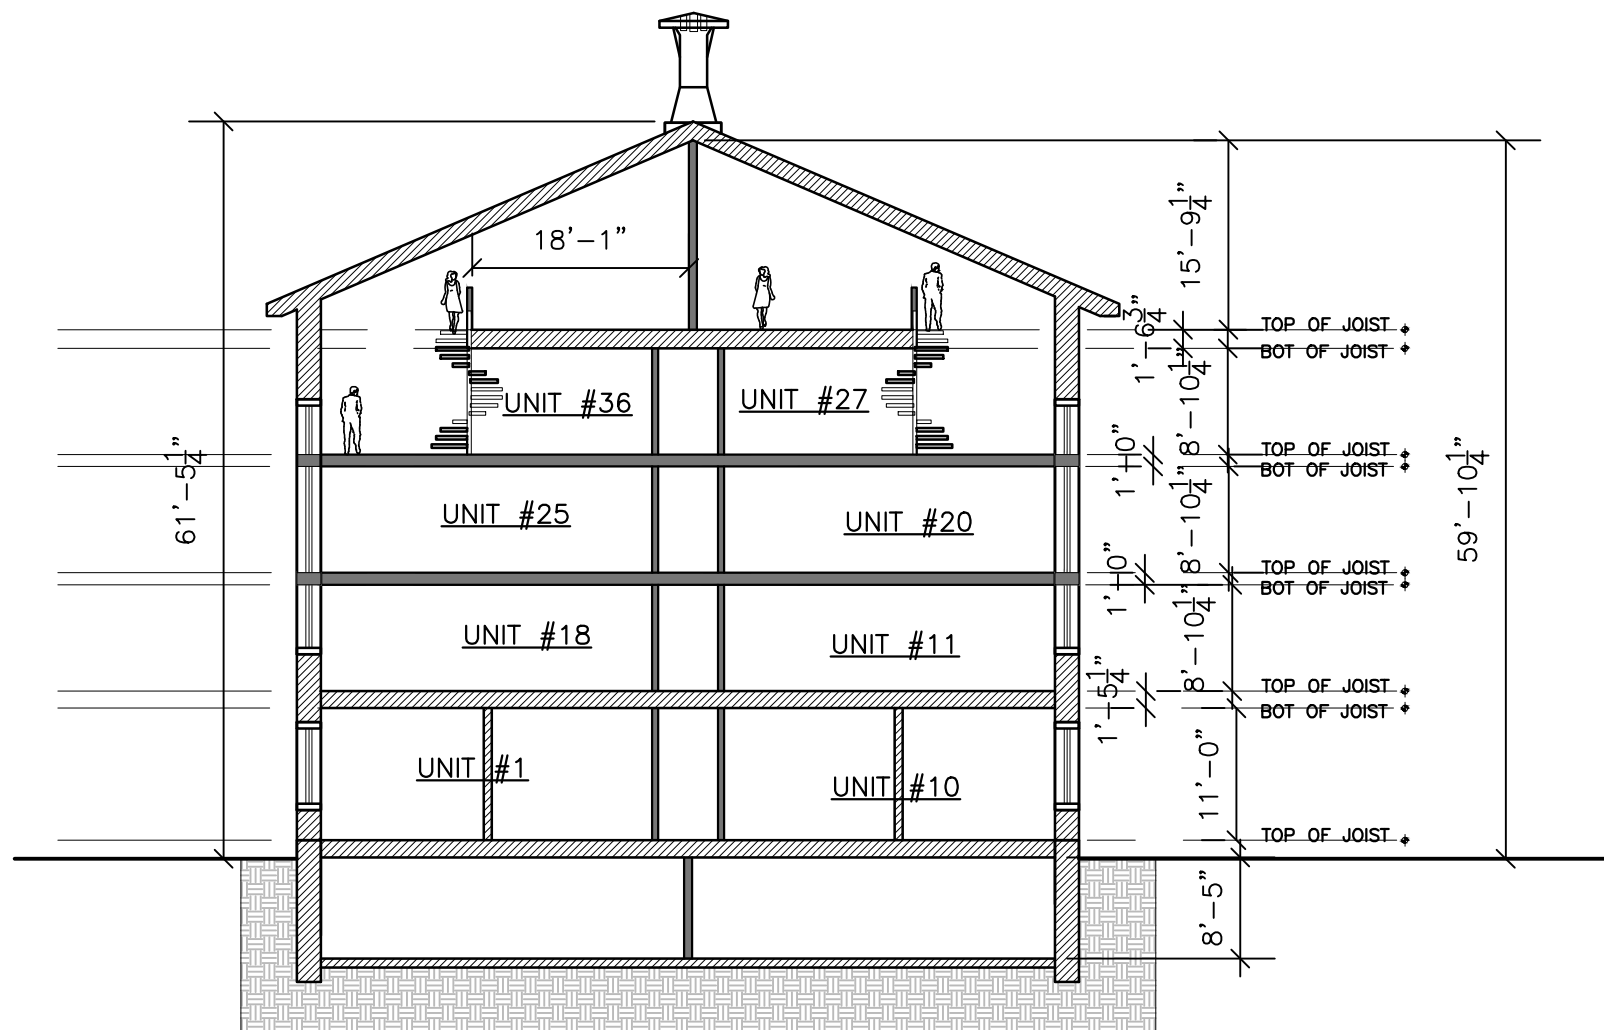 18'-1"
15'-9 1/4"
1'-6 3/4"
TOP OF JOIST
BOT OF JOIST
UNIT #36
UNIT #27
8'-10 1/4"
61'-5 1/4"
59'-10 1/4"
1'-0"
TOP OF JOIST
BOT OF JOIST
UNIT #25
UNIT #20
8'-10 1/4"
1'-0"
TOP OF JOIST
BOT OF JOIST
UNIT #18
UNIT #11
8'-10 1/4"
1'-5 1/4"
TOP OF JOIST
BOT OF JOIST
UNIT #1
UNIT #10
11'-0"
TOP OF JOIST
8'-5"